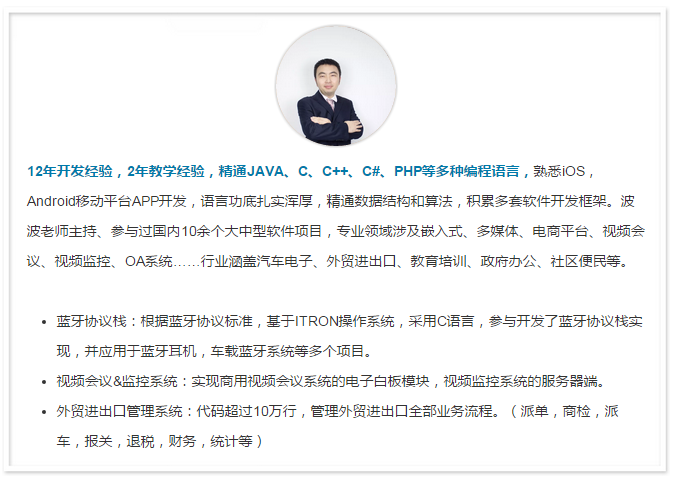 12年开发经验，2年教学经验，精通JAVA、C、C++、C#、PHP等多种编程语言，熟悉iOS，
Android移动平台APP开发，语言功底扎实浑厚，精通数据结构和算法，积累多套软件开发框架。波
波老师主持、参与过国内10余个大中型软件项目，专业领域涉及嵌入式、多媒体、电商平台、视频会
议、视频监控、OA系统……行业涵盖汽车电子、外贸进出口、教育培训、政府办公、社区便民等。
• 蓝牙协议栈：根据蓝牙协议标准，基于ITRON操作系统，采用C语言，参与开发了蓝牙协议栈实
现，并应用于蓝牙耳机，车载蓝牙系统等多个项目。
• 视频会议&监控系统：实现商用视频会议系统的电子白板模块，视频监控系统的服务器端。
• 外贸进出口管理系统：代码超过10万行，管理外贸进出口全部业务流程。（派单，商检，派
车，报关，退税，财务，统计等）